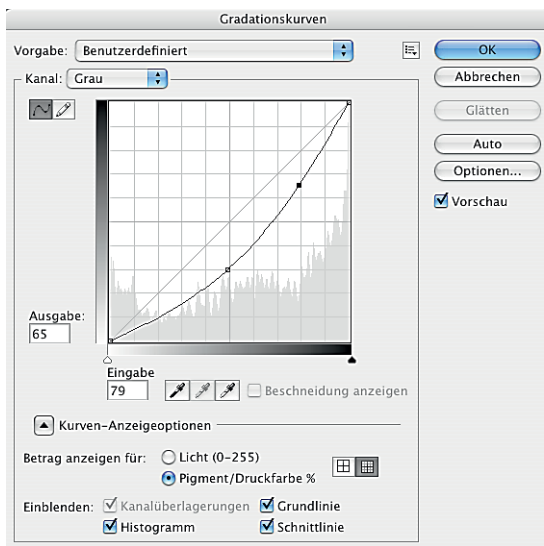 Gradationskurven
Vorgabe: Benutzerdefiniert
OK
Kanal: Grau
Abbrechen
Glätten
Auto
Optionen...
Vorschau
Ausgabe:
65
Eingabe
79
Beschneidung anzeigen
Kurven-Anzeigeoptionen
Betrag anzeigen für: Licht (0-255)
Pigment/Druckfarbe %
Einblenden: Kanalüberlagerungen Grundlinie
Histogramm Schnittlinie